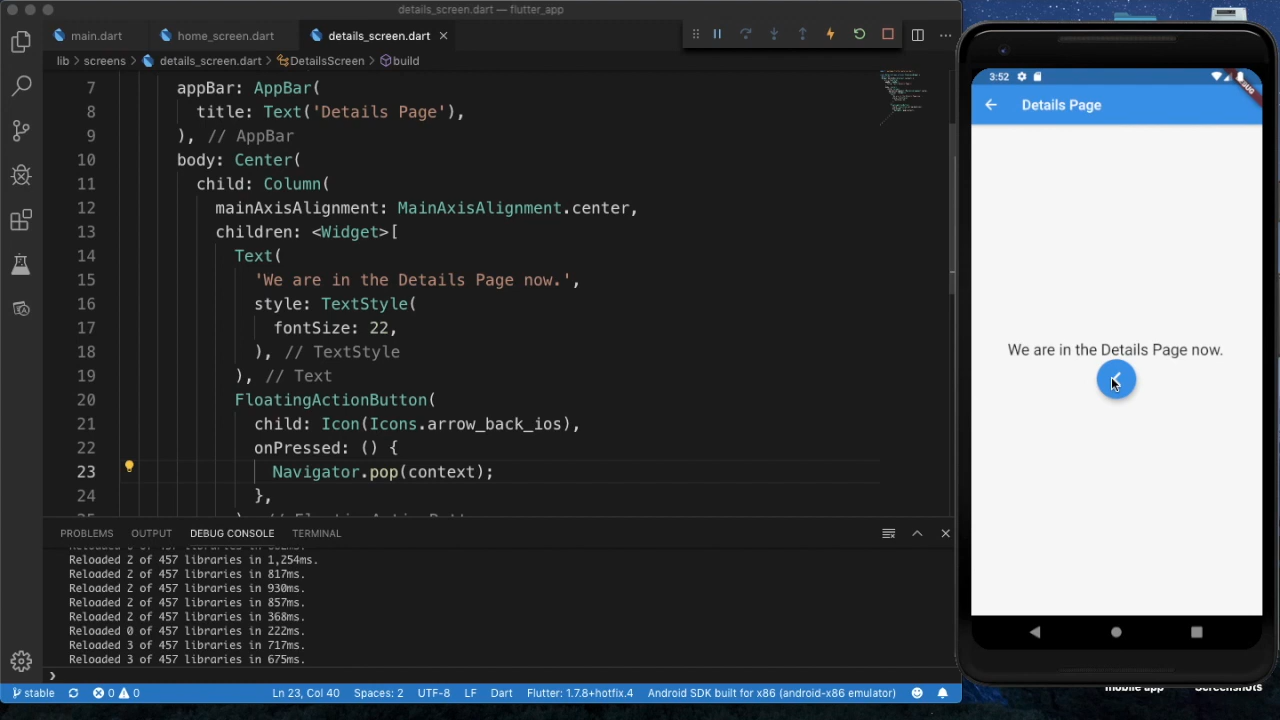 details_screen.dart — flutter_app
main.dart
home_screen.dart
details_screen.dart
lib
screens
details_screen.dart
DetailsScreen
build
7 appBar: AppBar(
8 title: Text('Details Page'),
9 ), // AppBar
10 body: Center(
11 child: Column(
12 mainAxisAlignment: MainAxisAlignment.center,
13 children: <Widget>[
14 Text(
15 'We are in the Details Page now.',
16 style: TextStyle(
17 fontSize: 22,
18 ), // TextStyle
19 ), // Text
20 FloatingActionButton(
21 child: Icon(Icons.arrow_back_ios),
22 onPressed: () {
23 Navigator.pop(context);
24 },
PROBLEMS
OUTPUT
DEBUG CONSOLE
TERMINAL
Reloaded 2 of 457 libraries in 1,254ms.
Reloaded 2 of 457 libraries in 817ms.
Reloaded 2 of 457 libraries in 930ms.
Reloaded 2 of 457 libraries in 857ms.
Reloaded 2 of 457 libraries in 368ms.
Reloaded 0 of 457 libraries in 222ms.
Reloaded 3 of 457 libraries in 717ms.
Reloaded 3 of 457 libraries in 675ms.
stable
0
0
Ln 23, Col 40
Spaces: 2
UTF-8
LF
Dart
Flutter: 1.7.8+hotfix.4
Android SDK built for x86 (android-x86 emulator)
3:52
Details Page
We are in the Details Page now.
mobile app
Screenshots